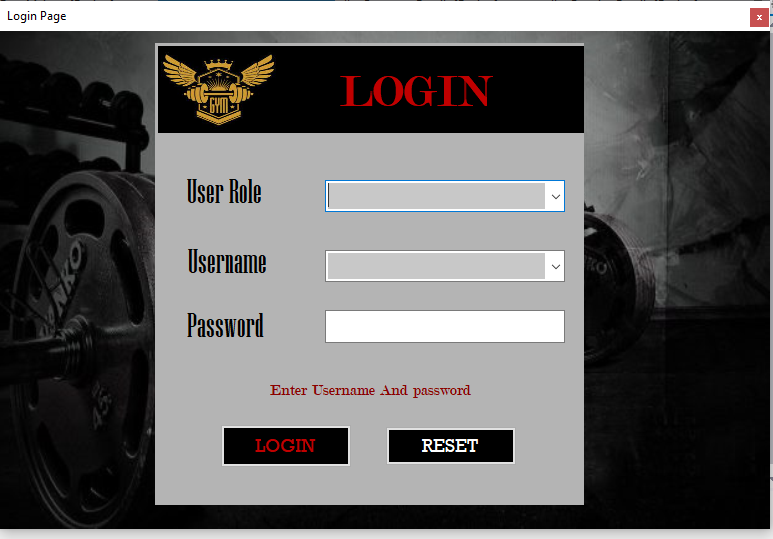 Login Page
x
GYM
LOGIN
User Role
Username
Password
Enter Username And password
LOGIN
RESET